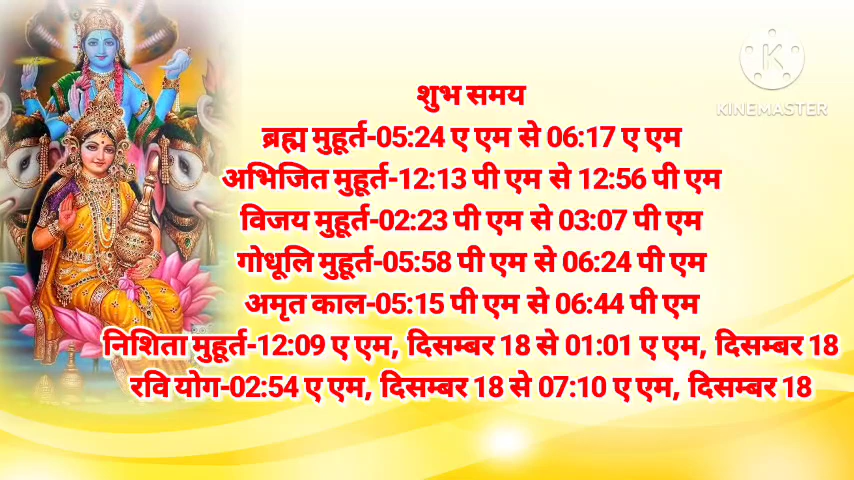 KINEMASTER
शुभ समय
ब्रह्म मुहूर्त-05:24 ए एम से 06:17 ए एम
अभिजित मुहूर्त-12:13 पी एम से 12:56 पी एम
विजय मुहूर्त-02:23 पी एम से 03:07 पी एम
गोधूलि मुहूर्त-05:58 पी एम से 06:24 पी एम
अमृत काल-05:15 पी एम से 06:44 पी एम
निशिता मुहूर्त-12:09 ए एम, दिसम्बर 18 से 01:01 ए एम, दिसम्बर 18
रवि योग-02:54 ए एम, दिसम्बर 18 से 07:10 ए एम, दिसम्बर 18